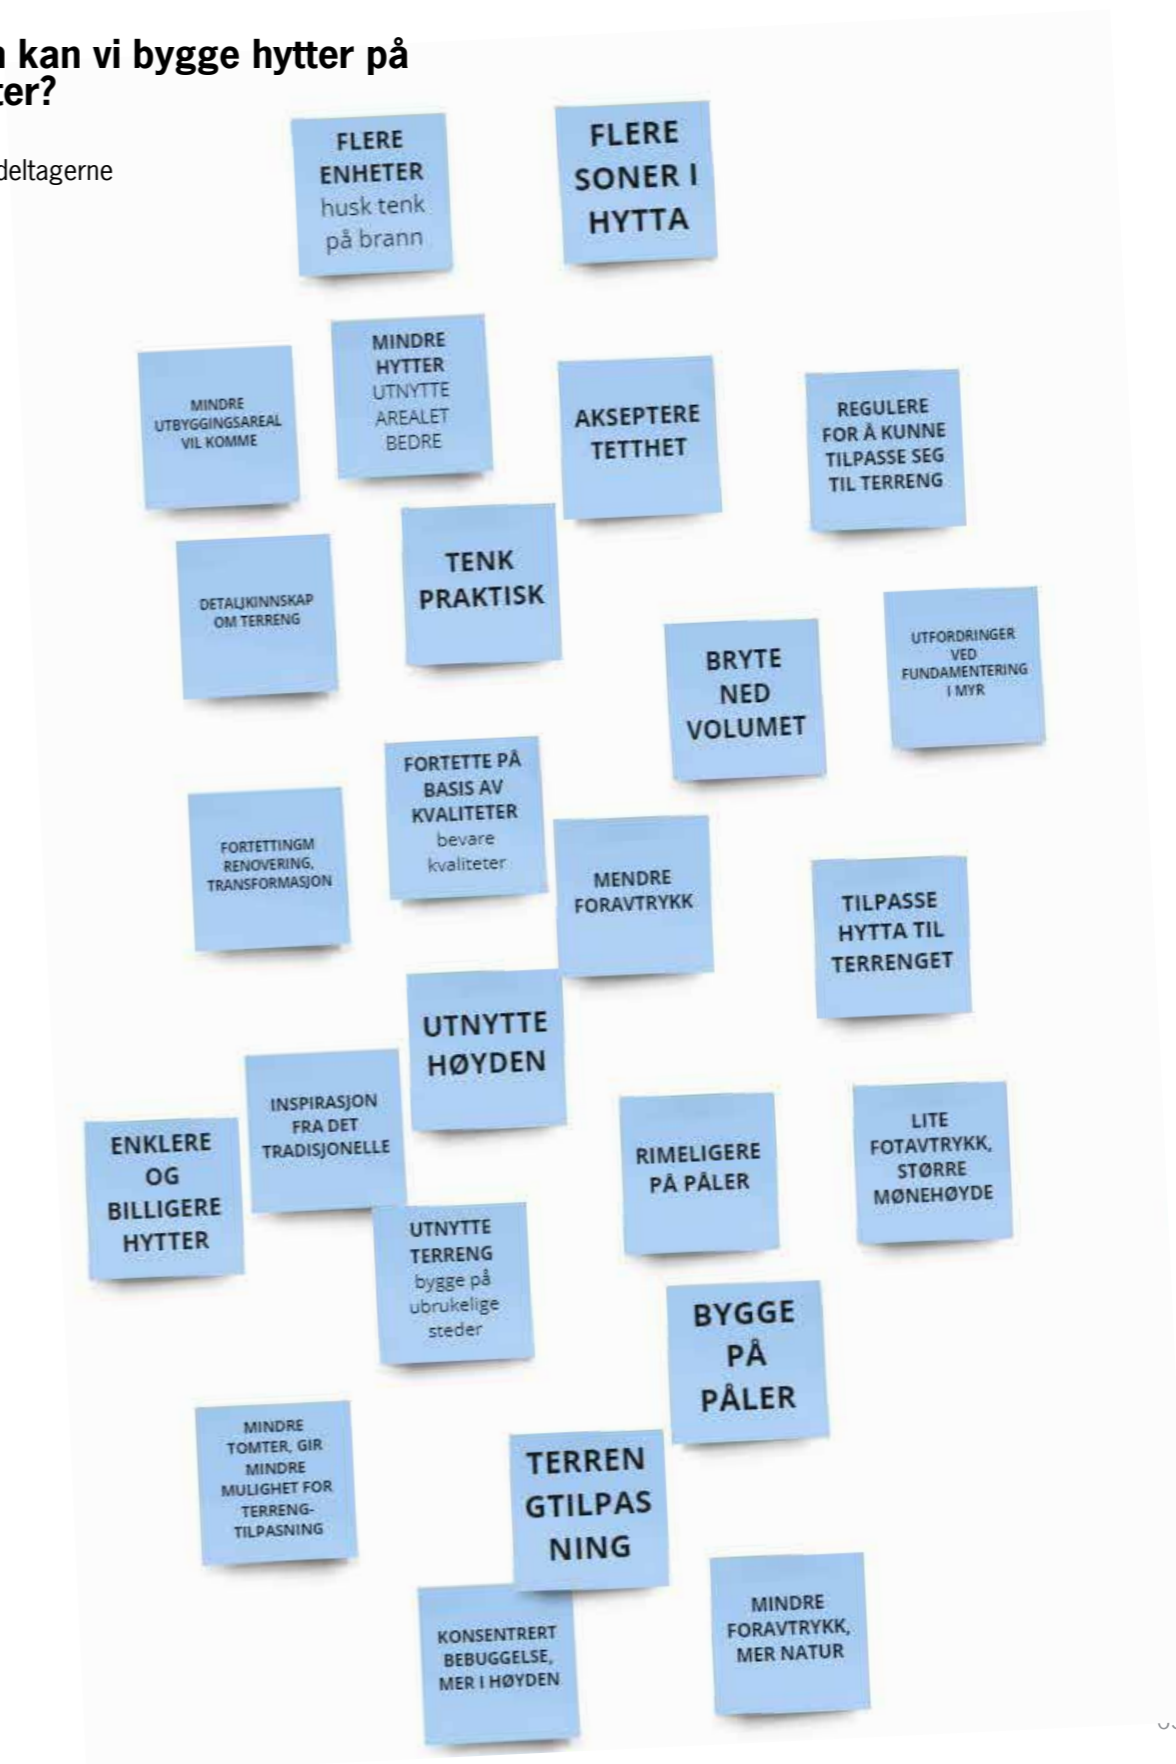 kan vi bygge hytter på
ter?
deltagerne
FLERE
ENHETER
husk tenk
på brann
FLERE
SONER I
HYTTA
MINDRE
UTBYGGINGSAREAL
VIL KOMME
MINDRE
HYTTER
UTNYTTE
AREALET
BEDRE
AKSEPTERE
TETTHET
REGULERE
FOR Å KUNNE
TILPASSE SEG
TIL TERRENG
DETALJKINNSKAP
OM TERRENG
TENK
PRAKTISK
BRYTE
NED
VOLUMET
UTFORDRINGER
VED
FUNDAMENTERING
I MYR
FORTETTINGM
RENOVERING,
TRANSFORMASJON
FORTETTE PÅ
BASIS AV
KVALITETER
bevare
kvaliteter
MENDRE
FORAVTRYKK
TILPASSE
HYTTA TIL
TERRENGET
UTNYTTE
HØYDEN
INSPIRASJON
FRA DET
TRADISJONELLE
ENKLERE
OG
BILLIGERE
HYTTER
RIMELIGERE
PÅ PÅLER
LITE
FOTAVTRYKK,
STØRRE
MØNEHØYDE
UTNYTTE
TERRENG
bygge på
ubrukelige
steder
BYGGE
PÅ
PÅLER
MINDRE
TOMTER, GIR
MINDRE
MULIGHET FOR
TERRENG-
TILPASNING
TERREN
GTILPAS
NING
KONSENTRERT
BEBUGGELSE,
MER I HØYDEN
MINDRE
FORAVTRYKK,
MER NATUR